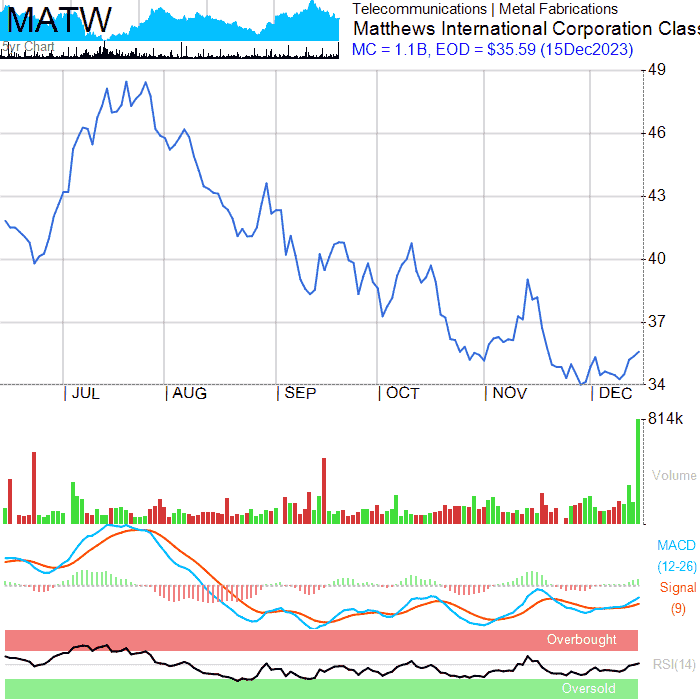 MATW
5yr Chart
Telecommunications | Metal Fabrications
Matthews International Corporation Clas
MC = 1.1B, EOD = $35.59 (15Dec2023)
49
46
43
40
37
34
JUL AUG SEP OCT NOV DEC
814k
Volume
MACD
(12-26)
Signal
(9)
Overbought
RSI(14)
Oversold